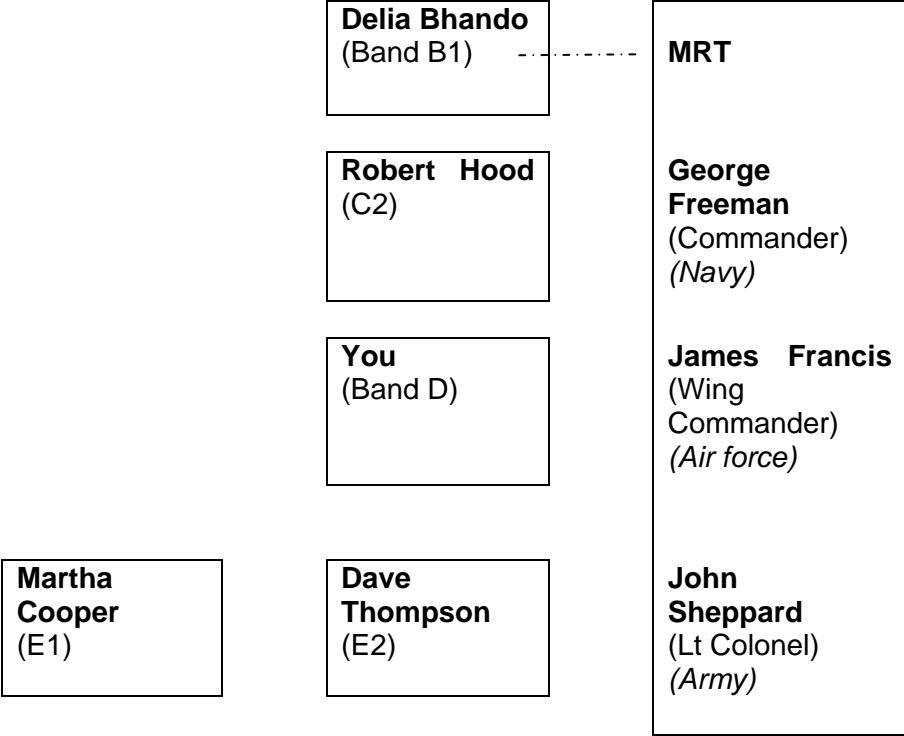 Delia Bhando
(Band B1)
MRT
Robert Hood
(C2)
George
Freeman
(Commander)
(Navy)
You
(Band D)
James Francis
(Wing
Commander)
(Air force)
Martha
Cooper
(E1)
Dave
Thompson
(E2)
John
Sheppard
(Lt Colonel)
(Army)